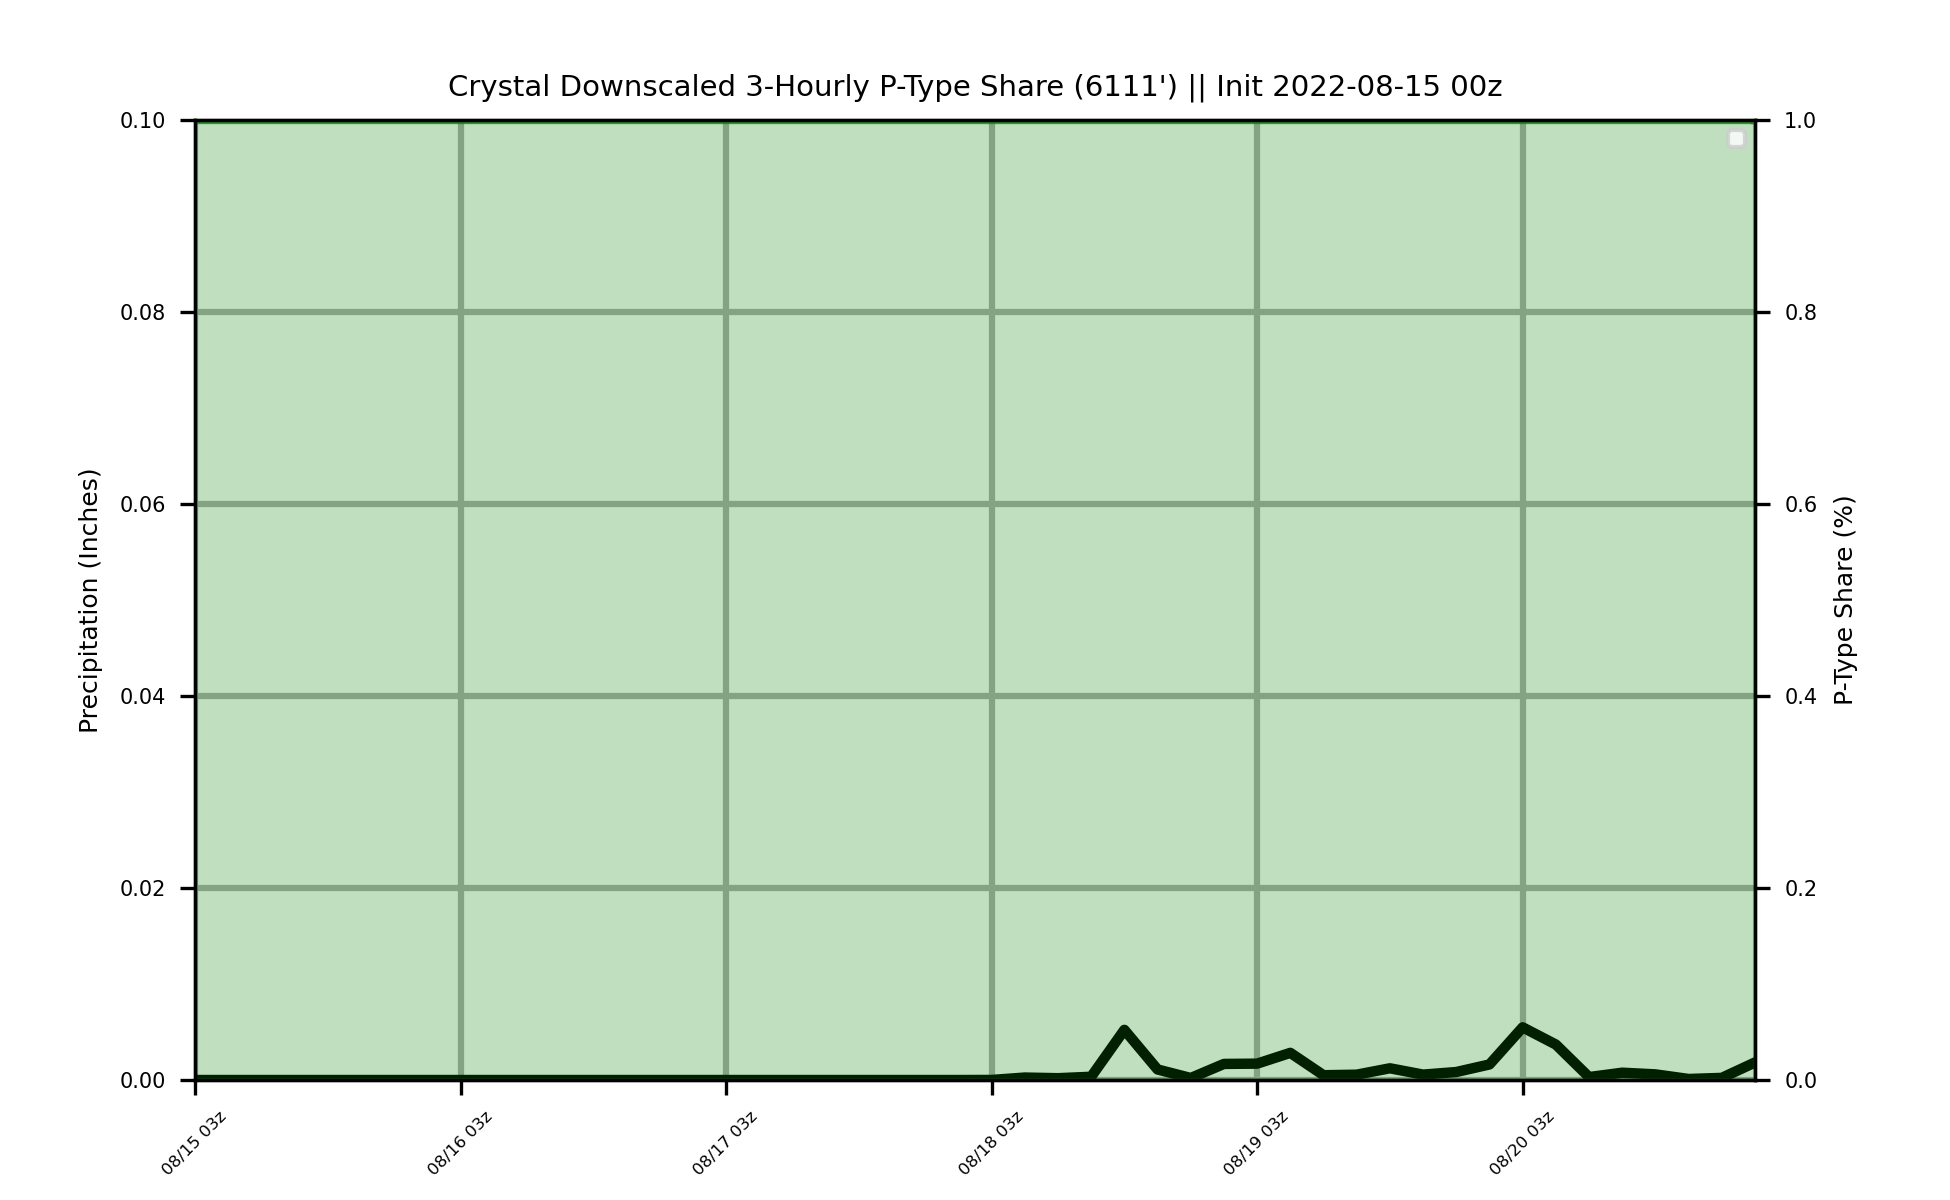 Crystal Downscaled 3-Hourly P-Type Share (6111') || Init 2022-08-15 00z
0.10
0.08
0.06
0.04
0.02
0.00
Precipitation (Inches)
1.0
0.8
0.6
0.4
0.2
0.0
P-Type Share (%)
08/15 03z
08/16 03z
08/17 03z
08/18 03z
08/19 03z
08/20 03z